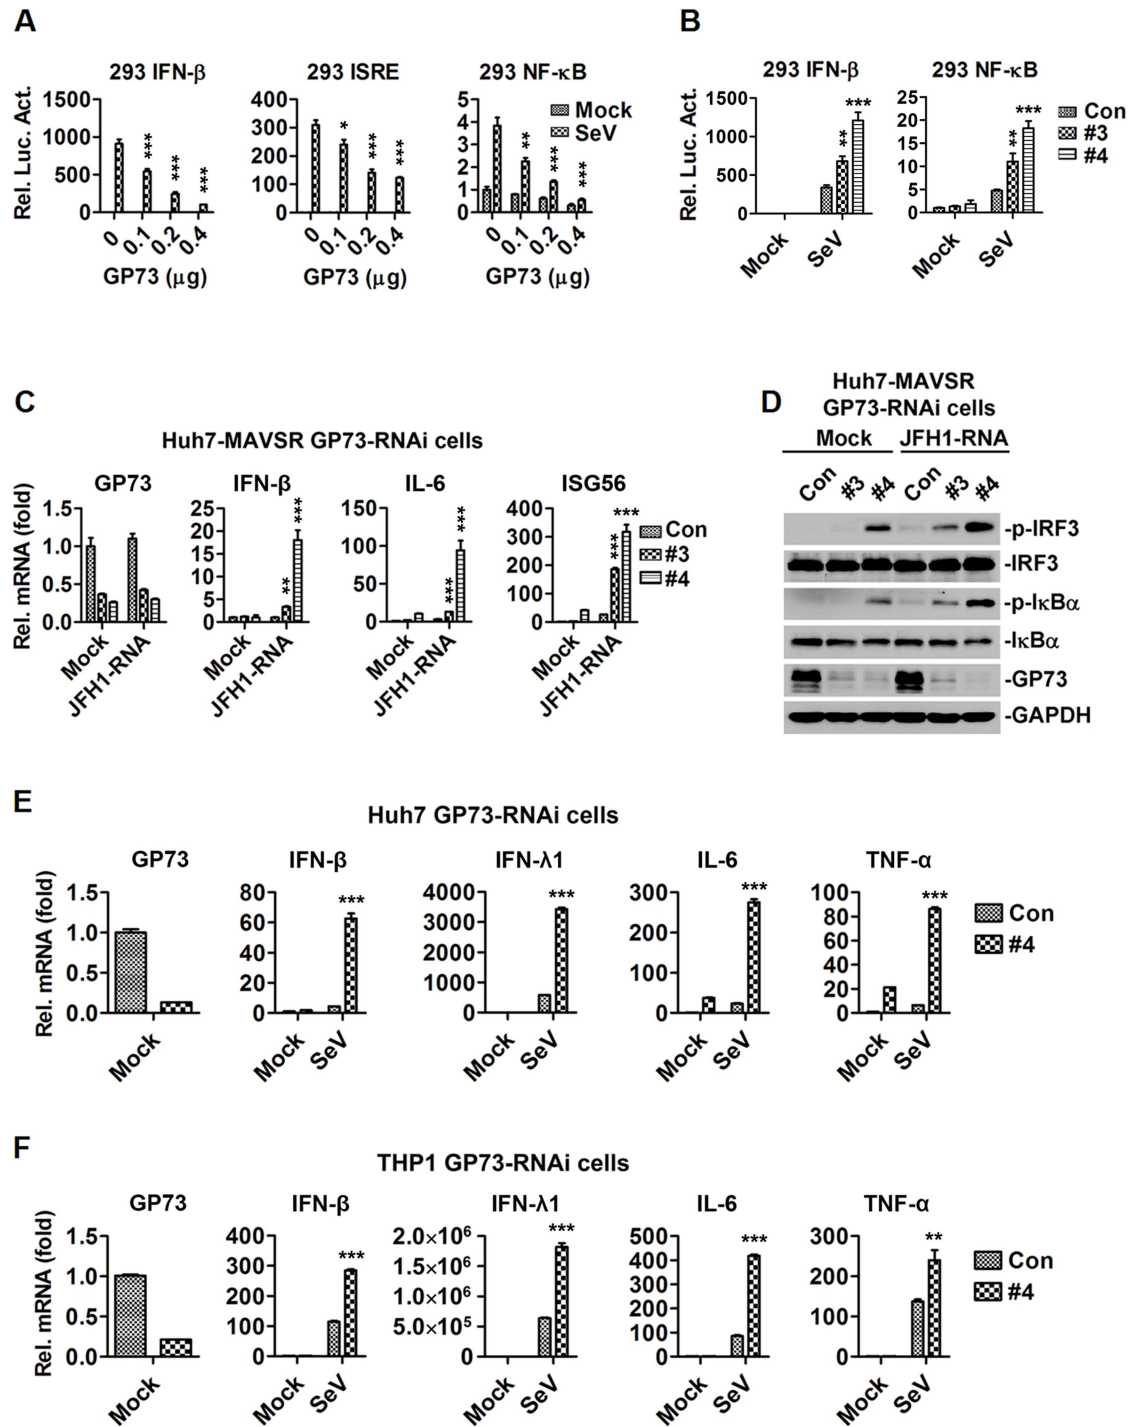 A
293 IFN-β
293 ISRE
293 NF-κB
Rel. Luc. Act.
1500
1000
500
0
***
***
***
0
0.1
0.2
0.4
GP73 (μg)
400
300
200
100
0
*
***
***
0
0.1
0.2
0.4
GP73 (μg)
5
4
3
2
1
0
**
***
***
Mock
SeV
0
0.1
0.2
0.4
GP73 (μg)
B
293 IFN-β
293 NF-κB
Rel. Luc. Act.
1500
1000
500
0
**
***
Mock
SeV
25
20
15
10
5
0
**
***
Mock
SeV
Con
#3
#4
C
Huh7-MAVSR GP73-RNAi cells
GP73
IFN-β
IL-6
ISG56
Rel. mRNA (fold)
1.5
1.0
0.5
0.0
Mock
JFH1-RNA
25
20
15
10
5
0
**
***
Mock
JFH1-RNA
150
100
50
0
***
***
Mock
JFH1-RNA
400
300
200
100
0
***
***
Mock
JFH1-RNA
Con
#3
#4
D
Huh7-MAVSR
GP73-RNAi cells
Mock JFH1-RNA
Con #3 #4 Con #3 #4
-p-IRF3
-IRF3
-p-IκBα
-IκBα
-GP73
-GAPDH
E
Huh7 GP73-RNAi cells
GP73
IFN-β
IFN-λ1
IL-6
TNF-α
Rel. mRNA (fold)
1.5
1.0
0.5
0.0
Mock
80
60
40
20
0
***
Mock
SeV
4000
3000
2000
1000
0
***
Mock
SeV
300
200
100
0
***
Mock
SeV
100
80
60
40
20
0
***
Mock
SeV
Con
#4
F
THP1 GP73-RNAi cells
GP73
IFN-β
IFN-λ1
IL-6
TNF-α
Rel. mRNA (fold)
1.5
1.0
0.5
0.0
Mock
400
300
200
100
0
***
Mock
SeV
2.0×10⁶
1.5×10⁶
1.0×10⁶
5.0×10⁵
0
***
Mock
SeV
500
400
300
200
100
0
***
Mock
SeV
300
200
100
0
**
Mock
SeV
Con
#4